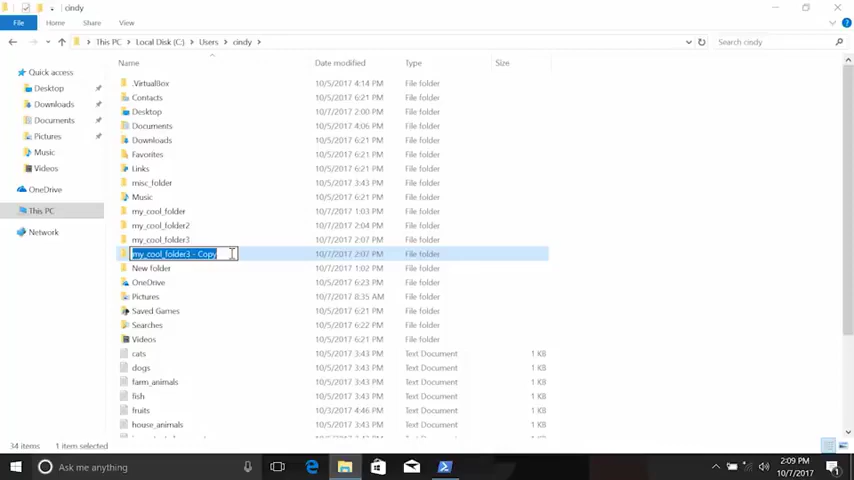 cindy
File Home Share View
This PC Local Disk (C:) Users cindy Search cindy
Name Date modified Type Size
Quick access
Desktop
Downloads
Documents
Pictures
Music
Videos
OneDrive
This PC
Network
.VirtualBox 10/5/2017 4:14 PM File folder
Contacts 10/5/2017 6:21 PM File folder
Desktop 10/7/2017 2:00 PM File folder
Documents 10/5/2017 4:06 PM File folder
Downloads 10/5/2017 6:21 PM File folder
Favorites 10/5/2017 6:21 PM File folder
Links 10/5/2017 6:21 PM File folder
misc_folder 10/5/2017 3:43 PM File folder
Music 10/5/2017 6:21 PM File folder
my_cool_folder 10/7/2017 1:03 PM File folder
my_cool_folder2 10/7/2017 2:04 PM File folder
my_cool_folder3 10/7/2017 2:07 PM File folder
my_cool_folder3 - Copy 10/7/2017 2:07 PM File folder
New folder 10/7/2017 1:02 PM File folder
OneDrive 10/5/2017 6:23 PM File folder
Pictures 10/7/2017 8:35 AM File folder
Saved Games 10/5/2017 6:21 PM File folder
Searches 10/5/2017 6:22 PM File folder
Videos 10/5/2017 6:21 PM File folder
cats 10/5/2017 3:43 PM Text Document 1 KB
dogs 10/5/2017 3:43 PM Text Document 1 KB
farm_animals 10/5/2017 3:43 PM Text Document 1 KB
fish 10/5/2017 3:43 PM Text Document 1 KB
fruits 10/3/2017 4:46 PM Text Document 1 KB
house_animals 10/5/2017 3:43 PM Text Document 1 KB
34 items 1 item selected
Ask me anything 2:09 PM
10/7/2017